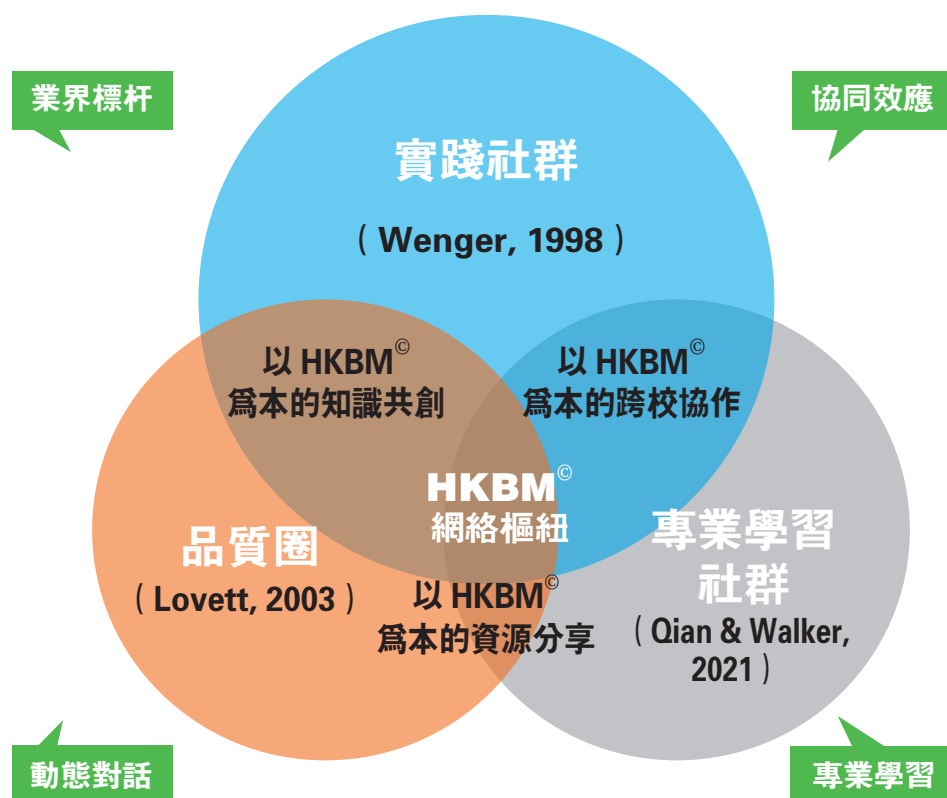 業界標杆
協同效應
實踐社群
（Wenger, 1998）
以 HKBM©
爲本的知識共創
以 HKBM©
爲本的跨校協作
HKBM©
網絡樞紐
品質圈
（Lovett, 2003）
專業學習
社群
（Qian & Walker,
2021）
以 HKBM©
爲本的資源分享
動態對話
專業學習